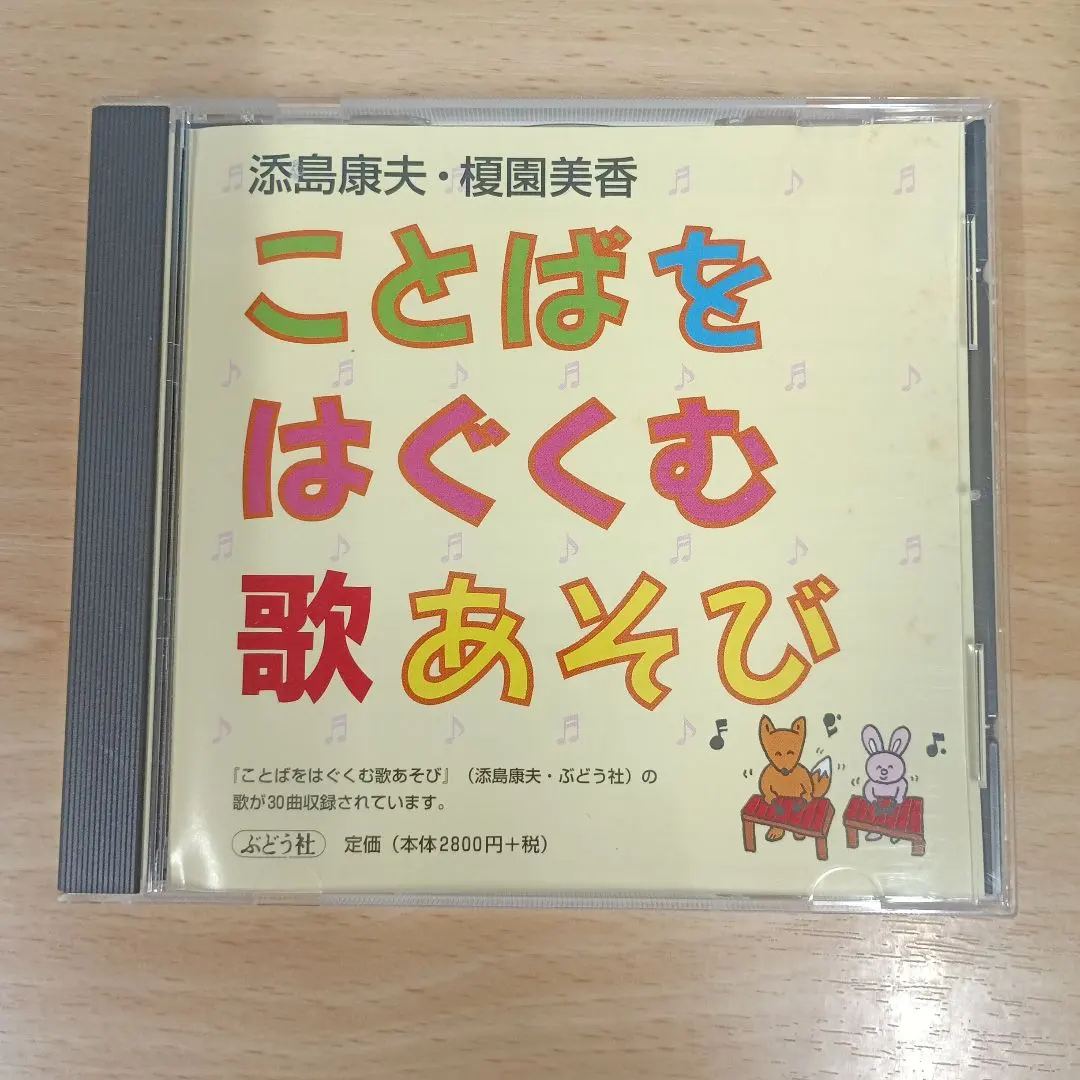 添島康夫・榎園美香
ことばを
はぐくむ
歌あそび
『ことばをはぐくむ歌あそび』（添島康夫・ぶどう社）の
歌が30曲収録されています。
ぶどう社 定価（本体2800円＋税）